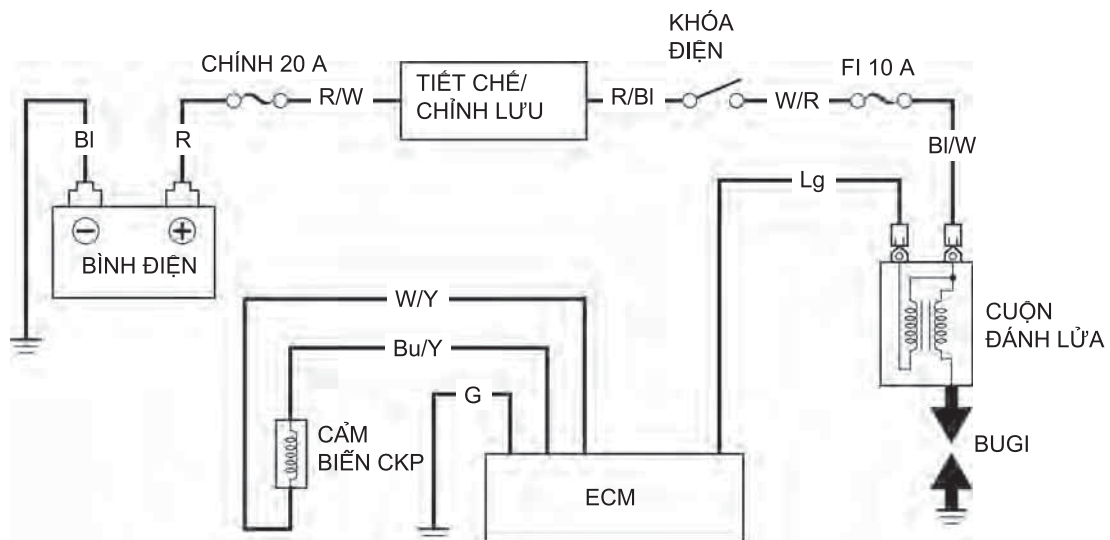 KHÓA
ĐIỆN
CHÍNH 20 A
TIẾT CHẾ/
CHỈNH LƯU
FI 10 A
R/W
R/Bl
W/R
Bl
R
Bl/W
Lg
BÌNH ĐIỆN
W/Y
Bu/Y
G
CUỘN
ĐÁNH LỬA
CẢM
BIẾN CKP
BUGI
ECM